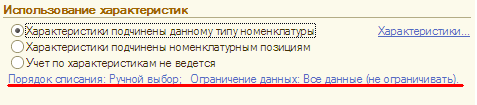 Использование характеристик
Характеристики подчинены данному типу номенклатуры Характеристики...
Характеристики подчинены номенклатурным позициям
Учет по характеристикам не ведется
Порядок списания: Ручной выбор; Ограничение данных: Все данные (не ограничивать).